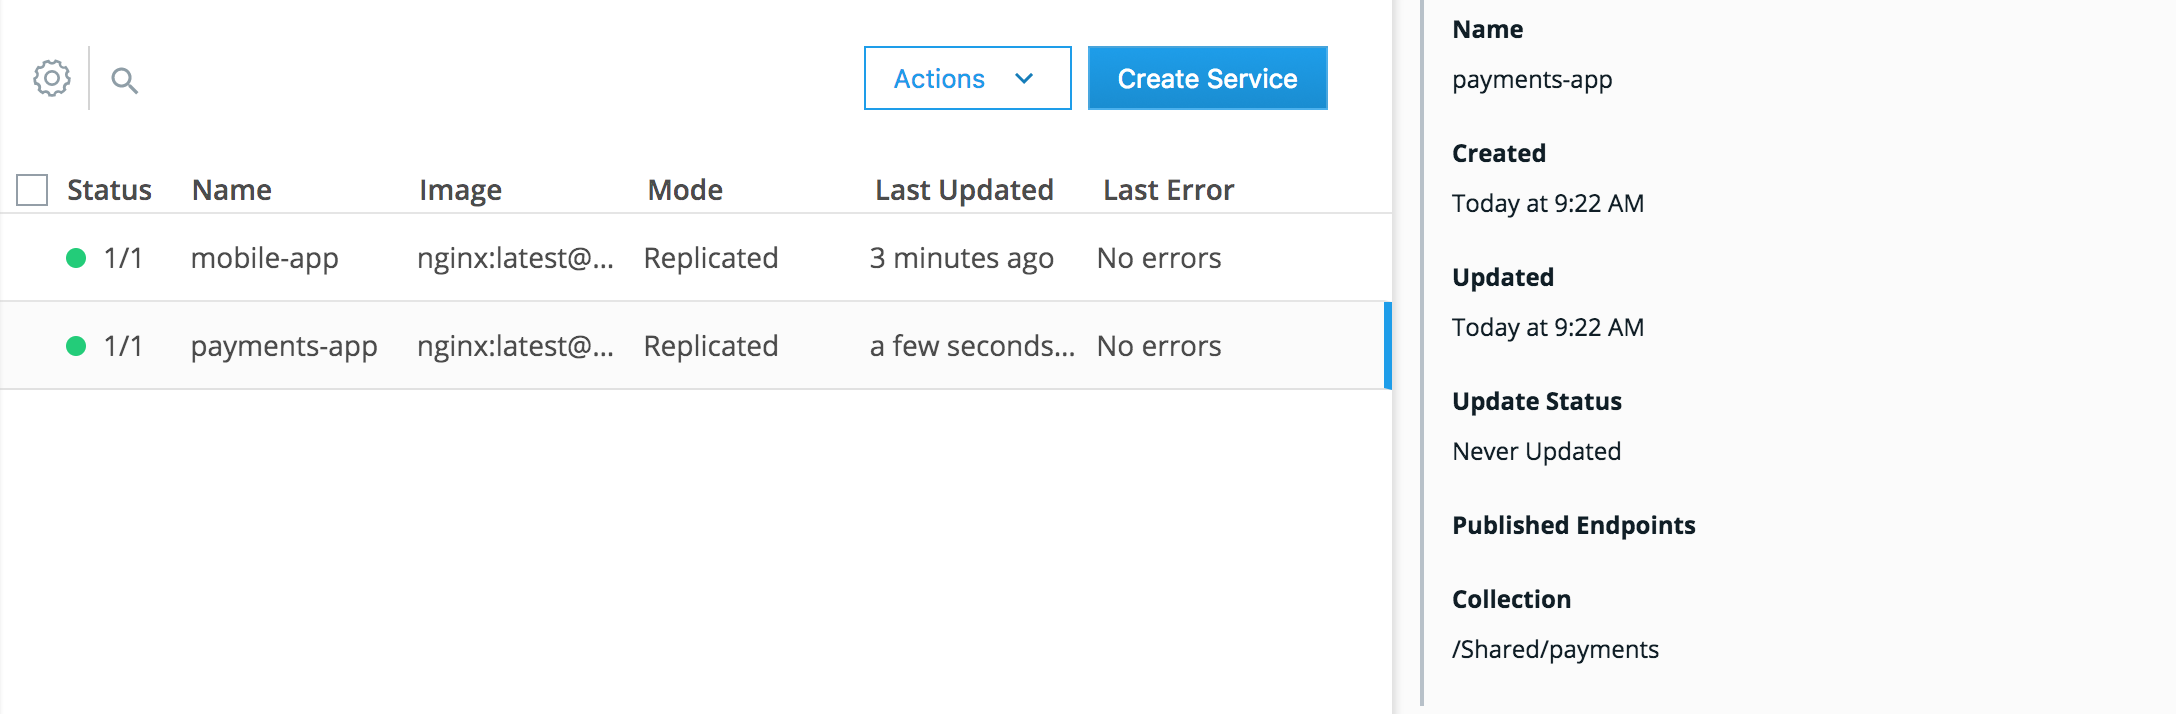 Actions
Create Service
Status Name Image Mode Last Updated Last Error
1/1 mobile-app nginx:latest@... Replicated 3 minutes ago No errors
1/1 payments-app nginx:latest@... Replicated a few seconds... No errors
Name
payments-app
Created
Today at 9:22 AM
Updated
Today at 9:22 AM
Update Status
Never Updated
Published Endpoints
Collection
/Shared/payments